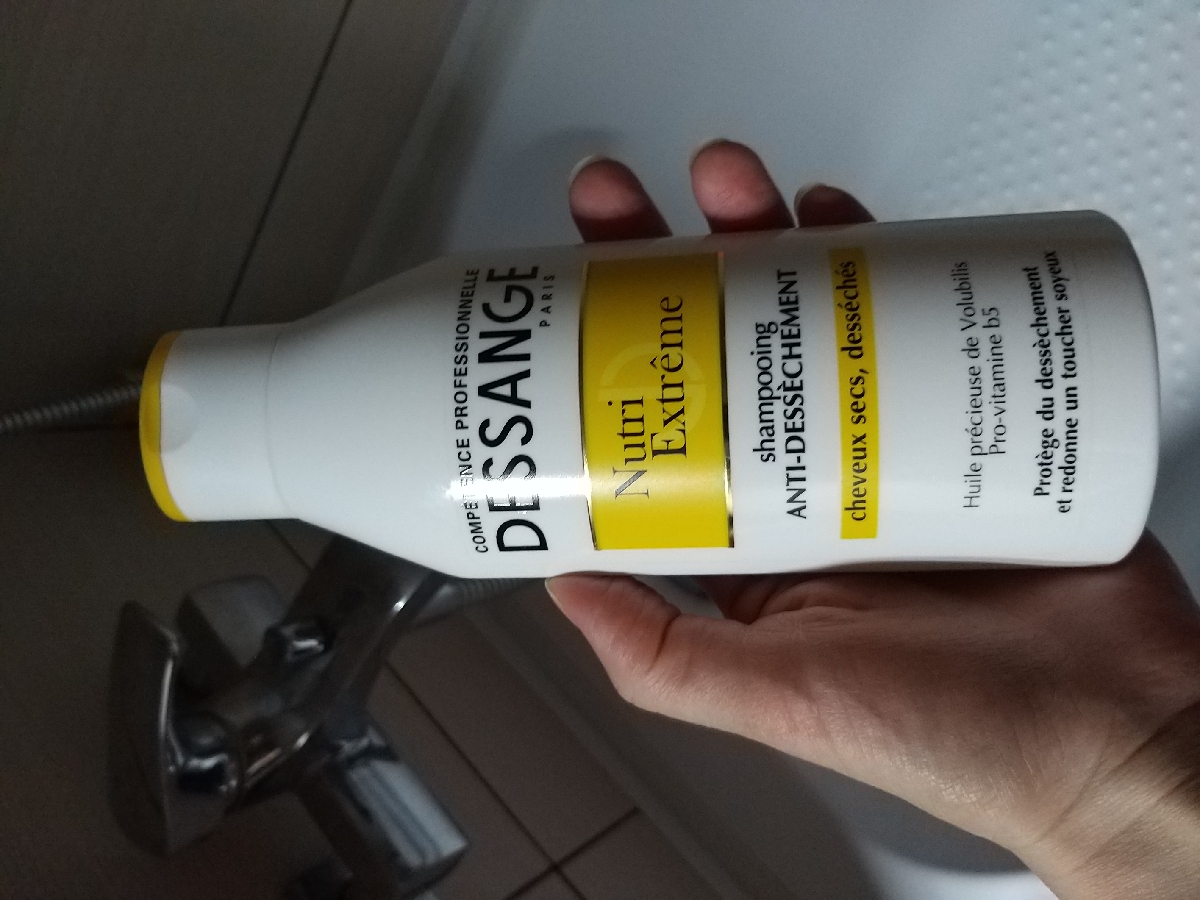 COMPETENCE PROFESSIONNELLE
DESSANGE
PARIS
Nutri
Extrême
shampooing
ANTI-DESSÈCHEMENT
cheveux secs, desséchés
Huile précieuse de Volubilis
Pro-vitamine b5
Protège du dessèchement
et redonne un toucher soyeux